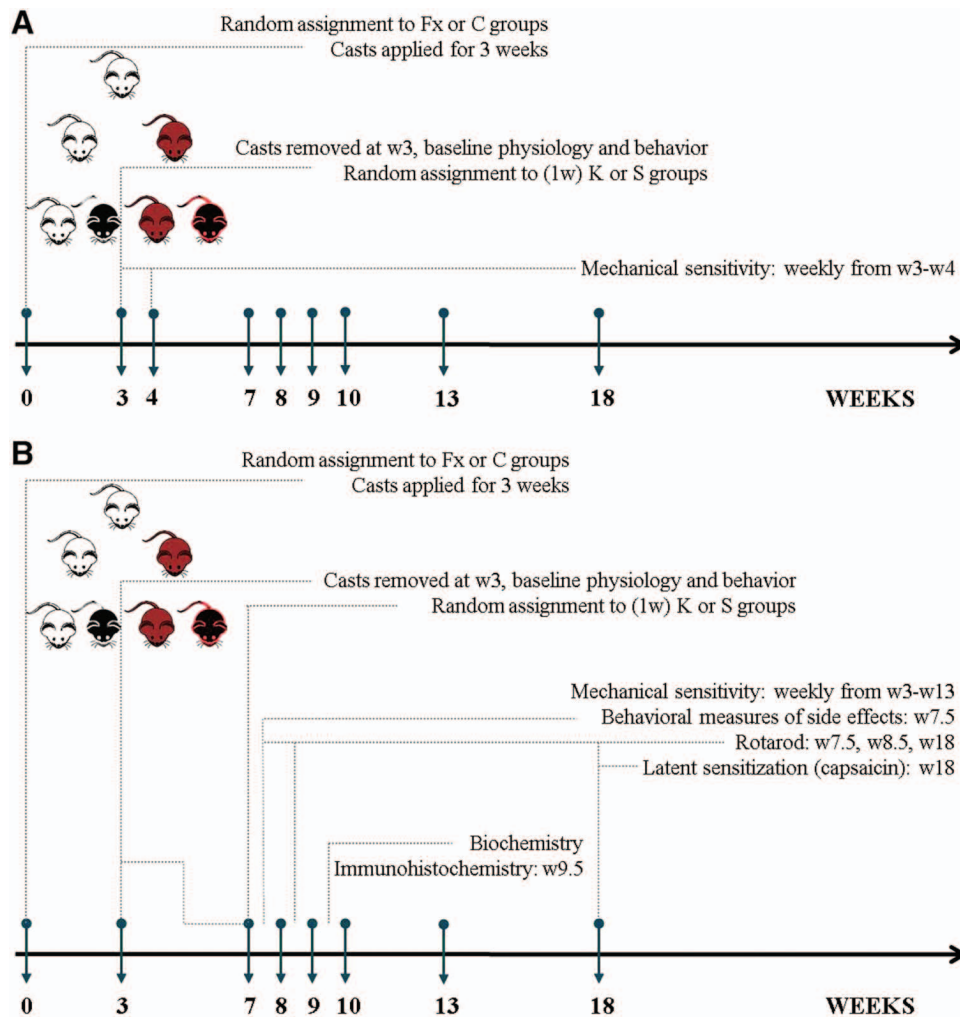 A
Random assignment to Fx or C groups
Casts applied for 3 weeks
Casts removed at w3, baseline physiology and behavior
Random assignment to (1w) K or S groups
Mechanical sensitivity: weekly from w3-w4
0 3 4 7 8 9 10 13 18 WEEKS
B
Random assignment to Fx or C groups
Casts applied for 3 weeks
Casts removed at w3, baseline physiology and behavior
Random assignment to (1w) K or S groups
Mechanical sensitivity: weekly from w3-w13
Behavioral measures of side effects: w7.5
Rotarod: w7.5, w8.5, w18
Latent sensitization (capsaicin): w18
Biochemistry
Immunohistochemistry: w9.5
0 3 7 8 9 10 13 18 WEEKS